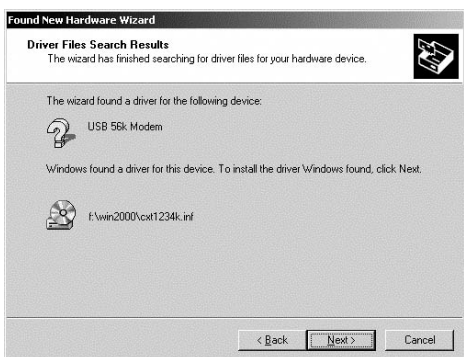 Found New Hardware Wizard
Driver Files Search Results
The wizard has finished searching for driver files for your hardware device.
The wizard found a driver for the following device:
USB 56k Modem
Windows found a driver for this device. To install the driver Windows found, click Next.
f:\win2000\cxt1234k.inf
< Back
Next >
Cancel